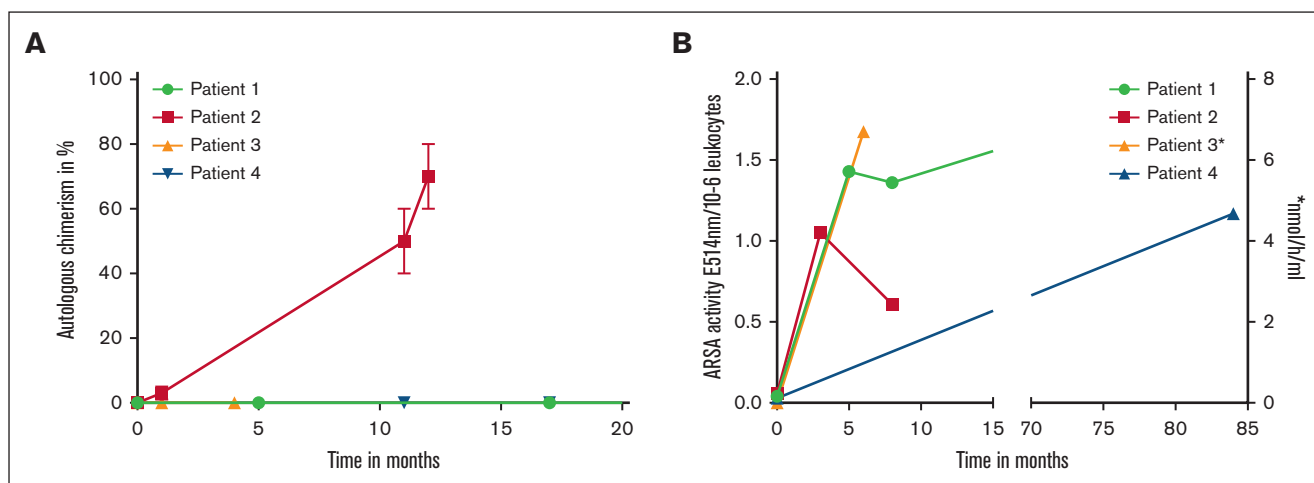 A
Autologous chimerism in %
100
80
60
40
20
0
Patient 1
Patient 2
Patient 3
Patient 4
0 5 10 15 20
Time in months
B
ARSA activity E514nm/10-6 leukocytes
2.0
1.5
1.0
0.5
0.0
Patient 1
Patient 2
Patient 3*
Patient 4
8
6
4
2
0
*nmol/h/ml
0 5 10 15 70 75 80 85
Time in months